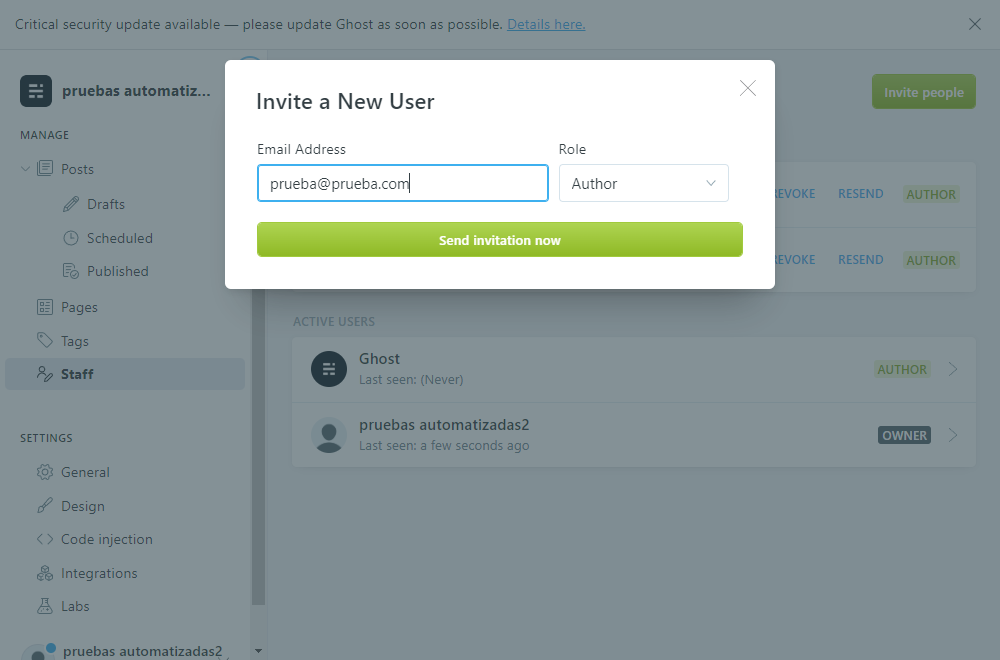 Critical security update available — please update Ghost as soon as possible. Details here.
pruebas automatiz...
Invite people
MANAGE
Posts
Drafts
Scheduled
Published
Pages
Tags
Staff
SETTINGS
General
Design
Code injection
Integrations
Labs
pruebas automatizadas2
Invite a New User
Email Address
Role
prueba@prueba.com
Author
Send invitation now
RESEND
AUTHOR
RESEND
AUTHOR
ACTIVE USERS
Ghost
Last seen: (Never)
AUTHOR
pruebas automatizadas2
Last seen: a few seconds ago
OWNER